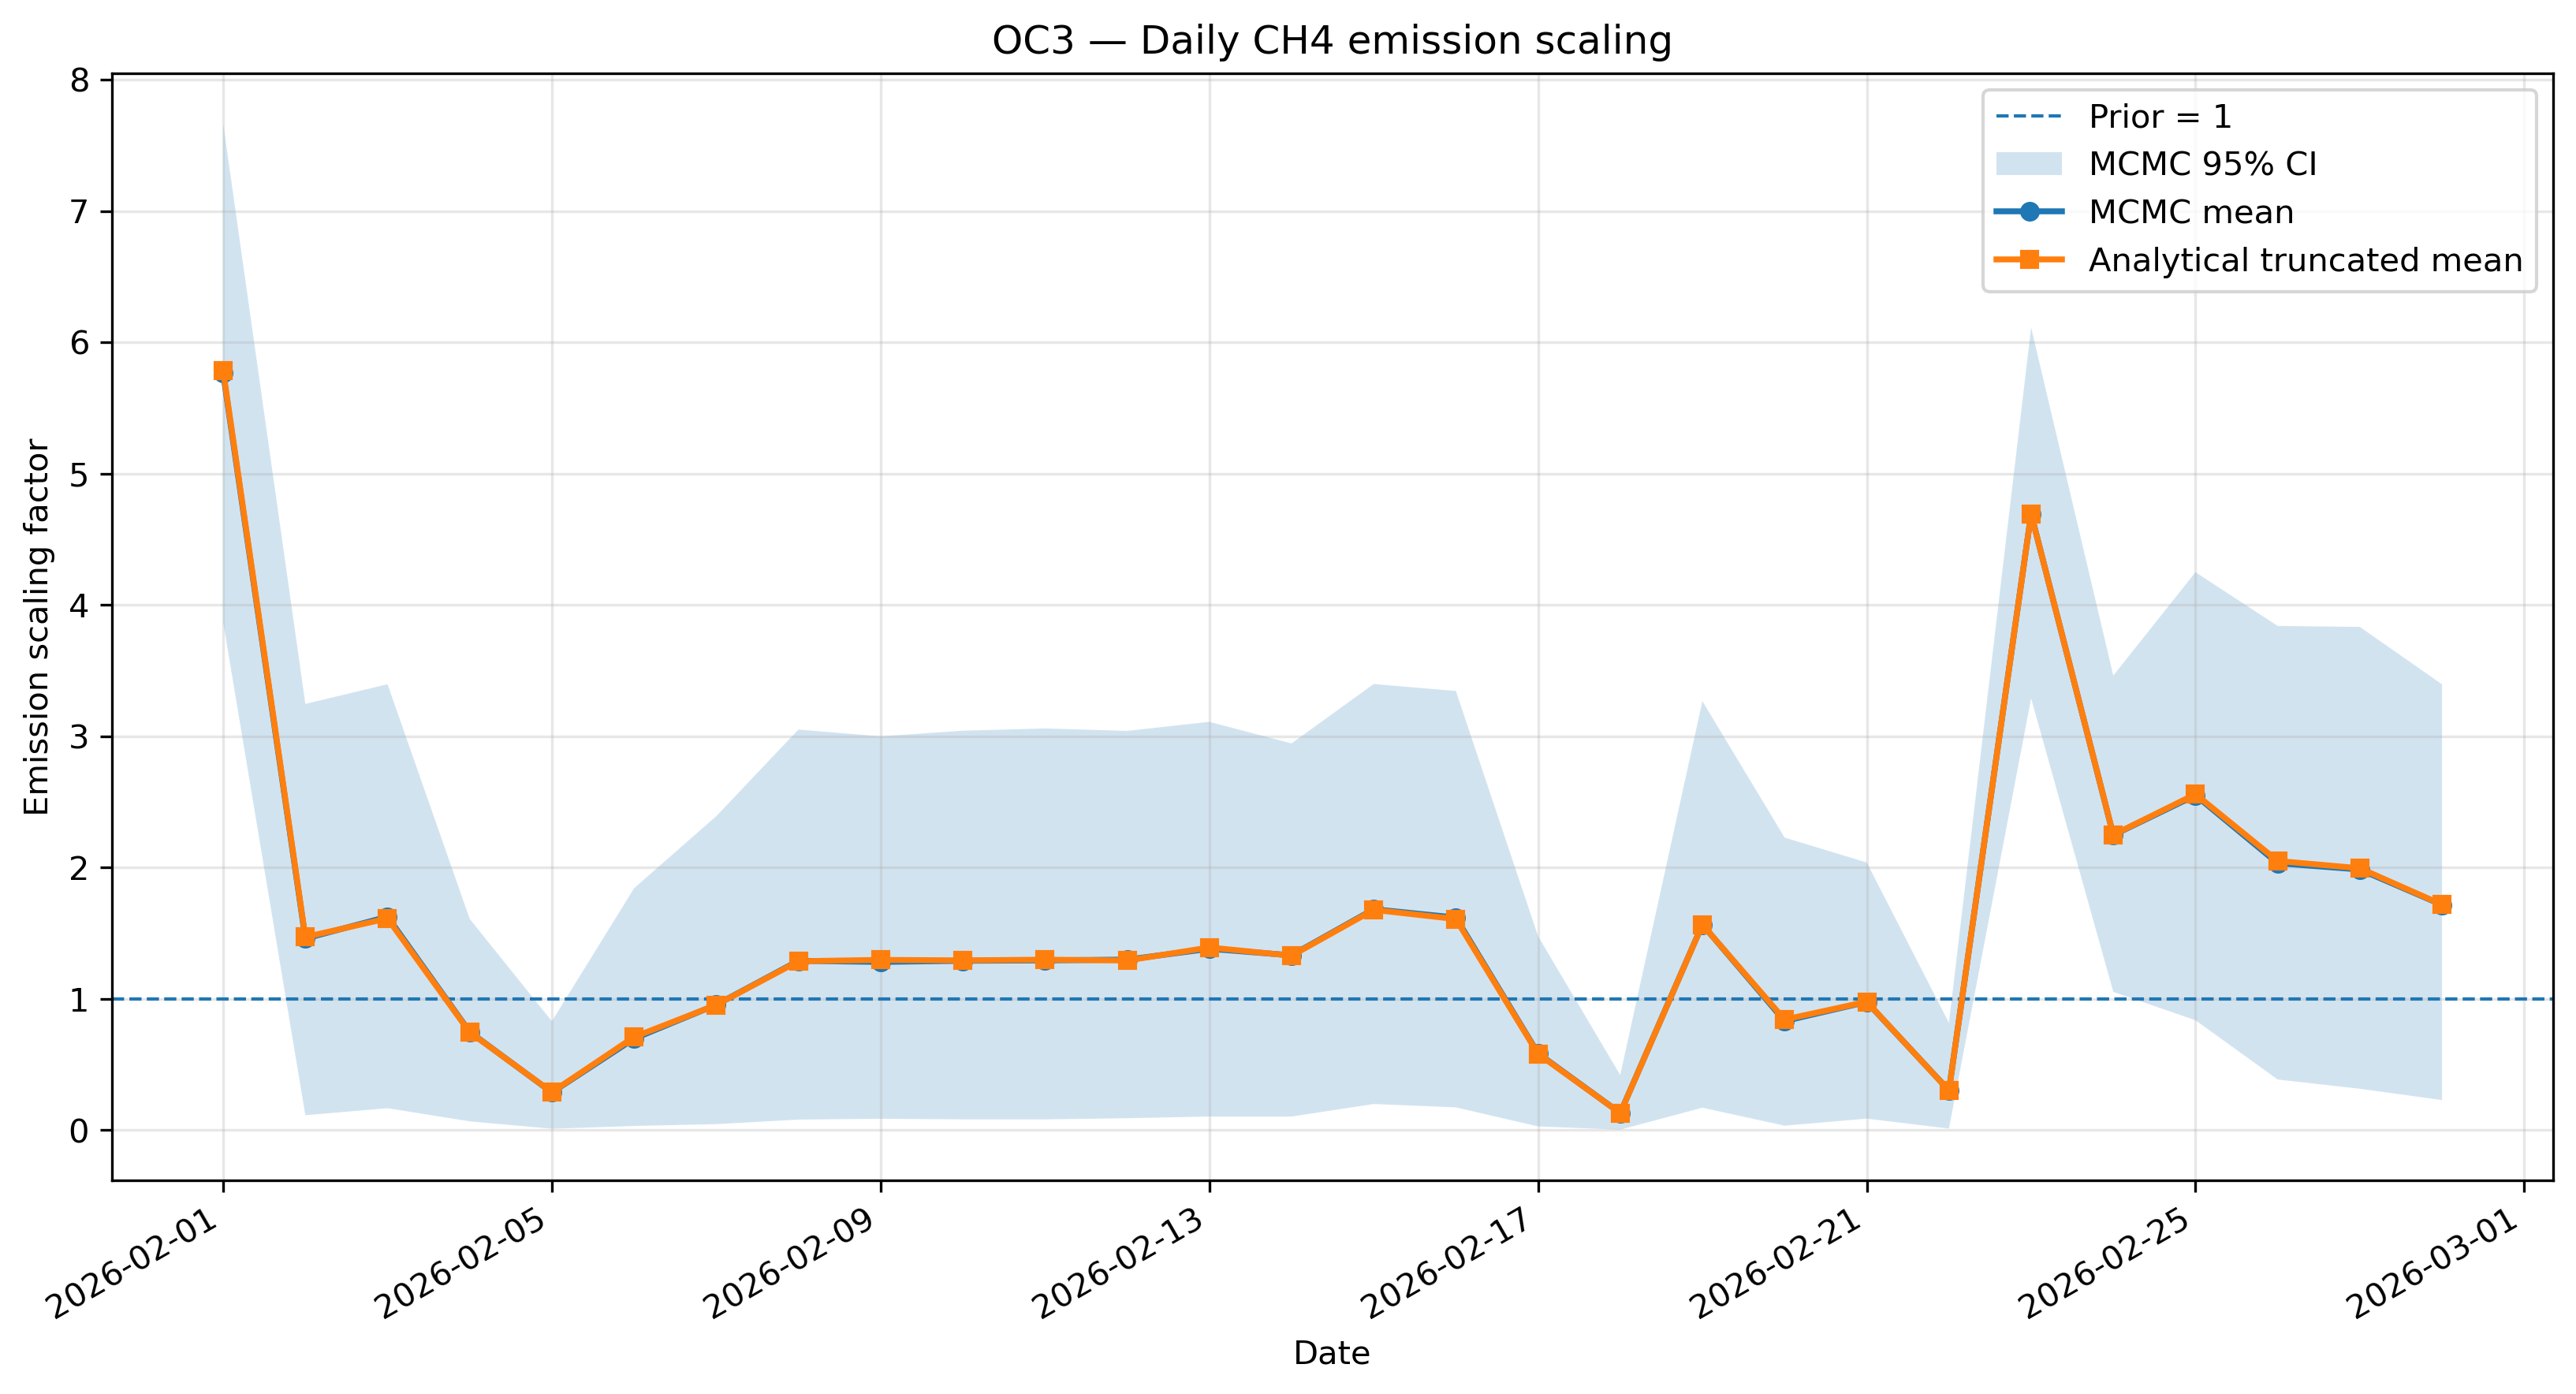 OC3 — Daily CH4 emission scaling
8
7
6
5
4
3
2
1
0
Emission scaling factor
Prior = 1
MCMC 95% CI
MCMC mean
Analytical truncated mean
2026-02-01
2026-02-05
2026-02-09
2026-02-13
2026-02-17
2026-02-21
2026-02-25
2026-03-01
Date